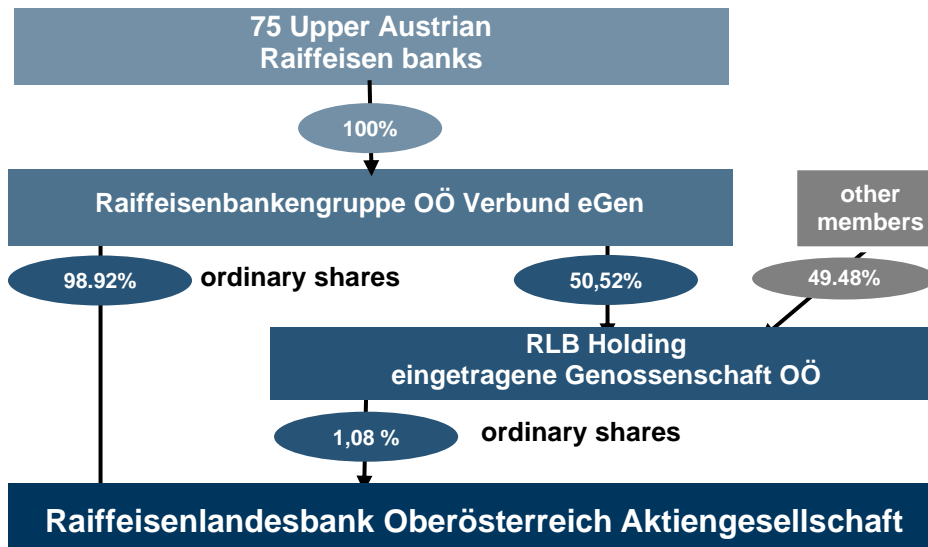 75 Upper Austrian
Raiffeisen banks
100%
Raiffeisenbankengruppe OÖ Verbund eGen
other
members
98.92%
ordinary shares
50,52%
49.48%
RLB Holding
eingetragene Genossenschaft OÖ
1,08 %
ordinary shares
Raiffeisenlandesbank Oberösterreich Aktiengesellschaft